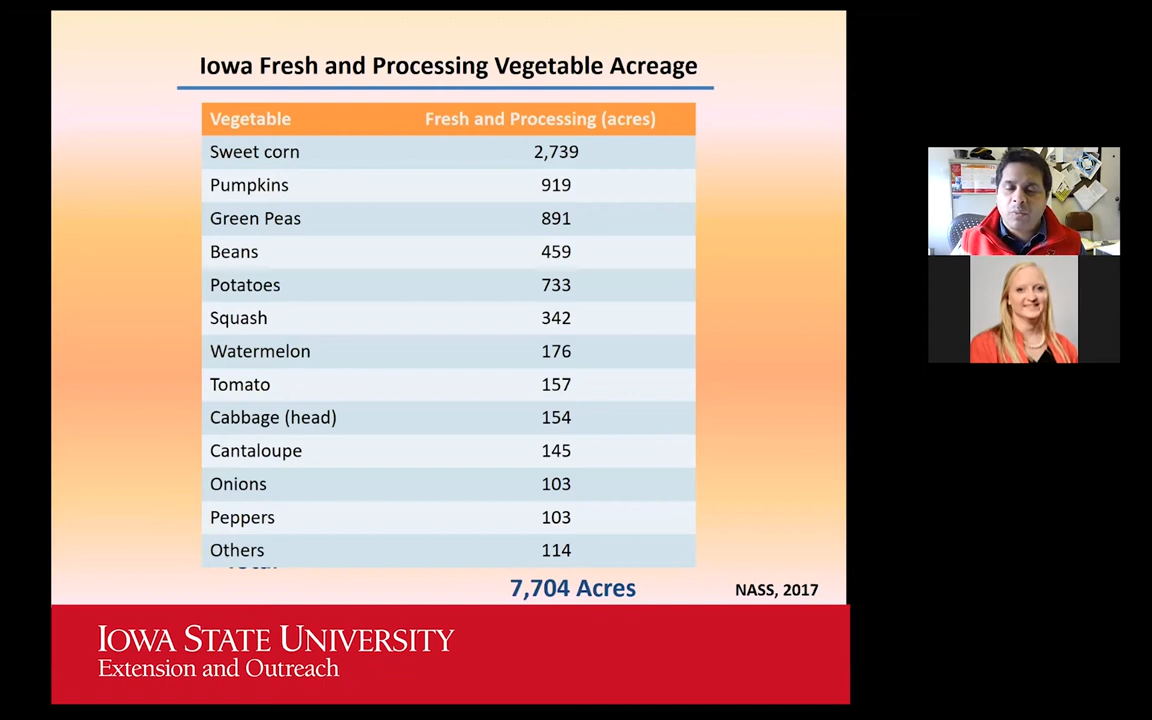 Iowa Fresh and Processing Vegetable Acreage
Vegetable Fresh and Processing (acres)
Sweet corn 2,739
Pumpkins 919
Green Peas 891
Beans 459
Potatoes 733
Squash 342
Watermelon 176
Tomato 157
Cabbage (head) 154
Cantaloupe 145
Onions 103
Peppers 103
Others 114
7,704 Acres
NASS, 2017
IOWA STATE UNIVERSITY
Extension and Outreach